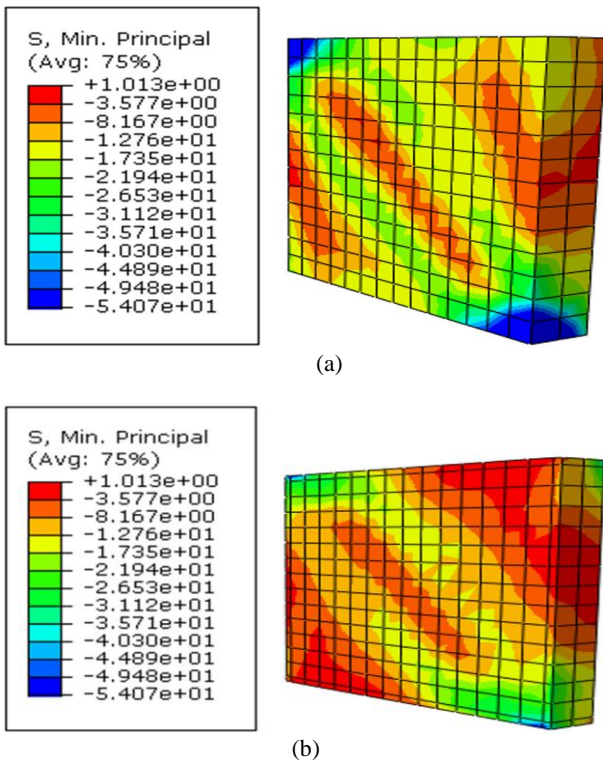 S, Min. Principal
(Avg: 75%)
+1.013e+00
-3.577e+00
-8.167e+00
-1.276e+01
-1.735e+01
-2.194e+01
-2.653e+01
-3.112e+01
-3.571e+01
-4.030e+01
-4.489e+01
-4.948e+01
-5.407e+01
(a)
S, Min. Principal
(Avg: 75%)
+1.013e+00
-3.577e+00
-8.167e+00
-1.276e+01
-1.735e+01
-2.194e+01
-2.653e+01
-3.112e+01
-3.571e+01
-4.030e+01
-4.489e+01
-4.948e+01
-5.407e+01
(b)